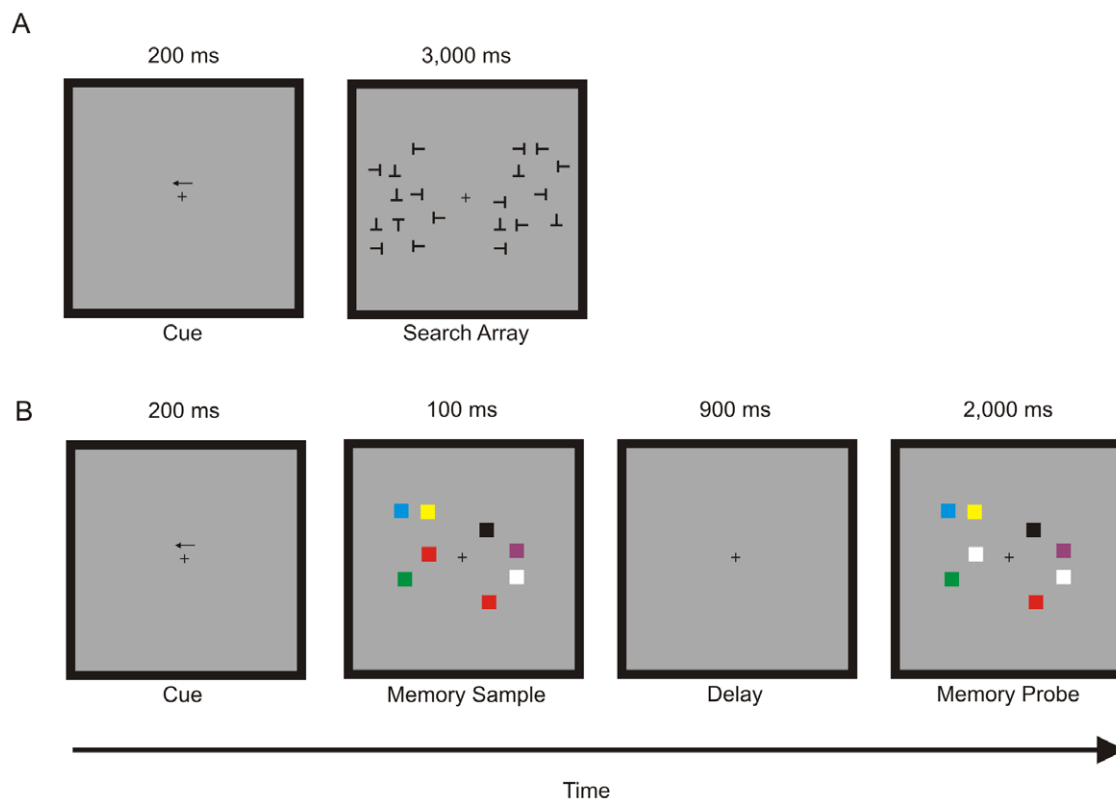 A
200 ms
3,000 ms
Cue
Search Array
B
200 ms
100 ms
900 ms
2,000 ms
Cue
Memory Sample
Delay
Memory Probe
Time